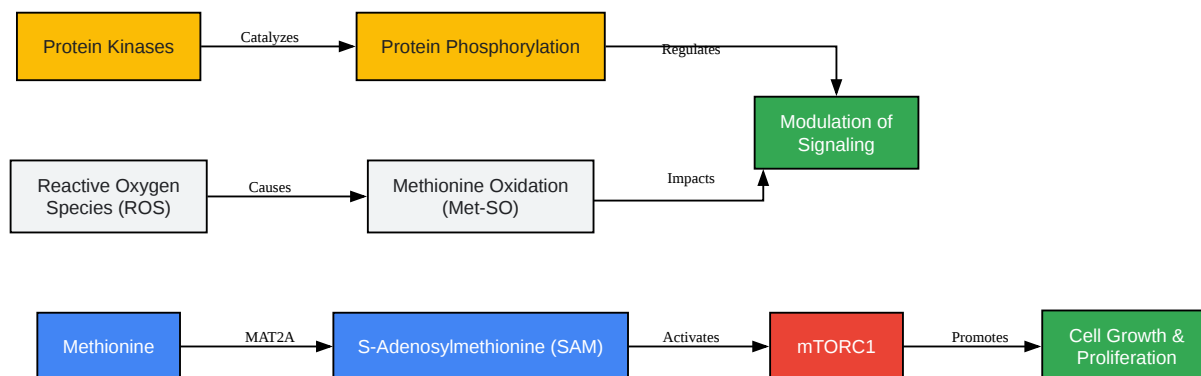 Protein Kinases
Catalyzes
Protein Phosphorylation
Regulates
Modulation of
Signaling
Reactive Oxygen
Species (ROS)
Causes
Methionine Oxidation
(Met-SO)
Impacts
Methionine
MAT2A
S-Adenosylmethionine (SAM)
Activates
mTORC1
Promotes
Cell Growth &
Proliferation